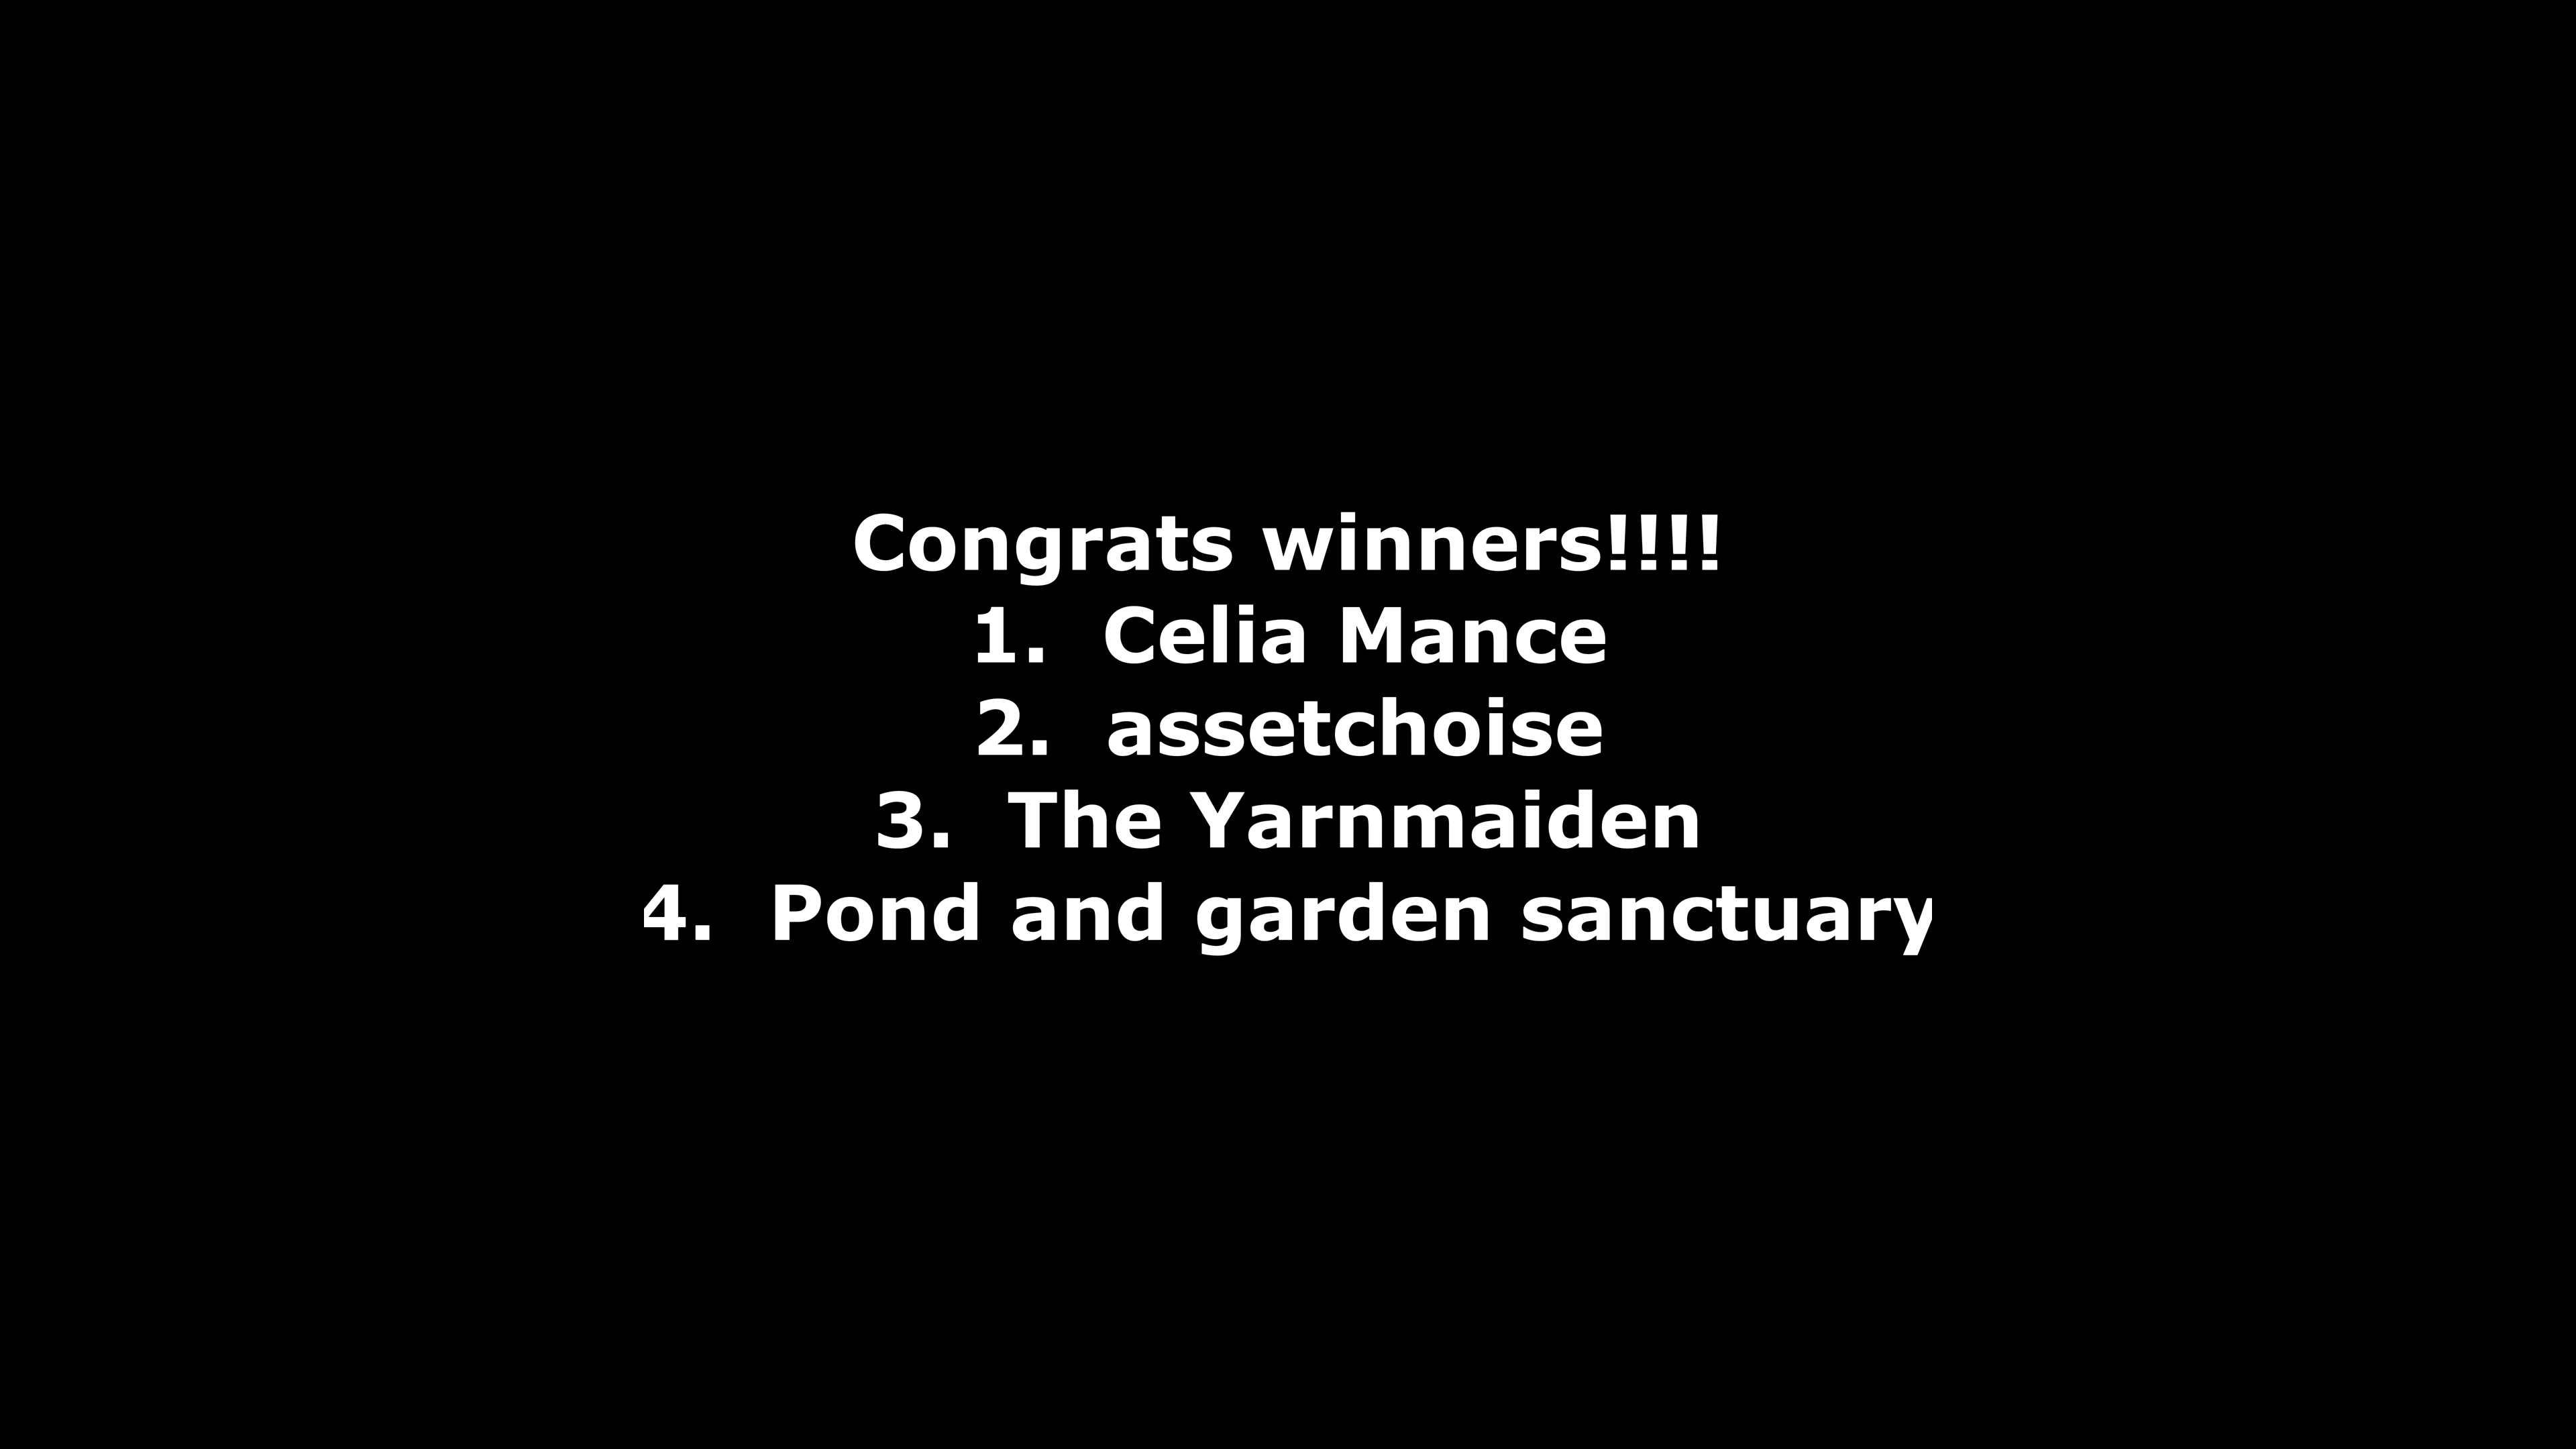 Congrats winners!!!!
1. Celia Mance
2. assetchoise
3. The Yarnmaiden
4. Pond and garden sanctuary